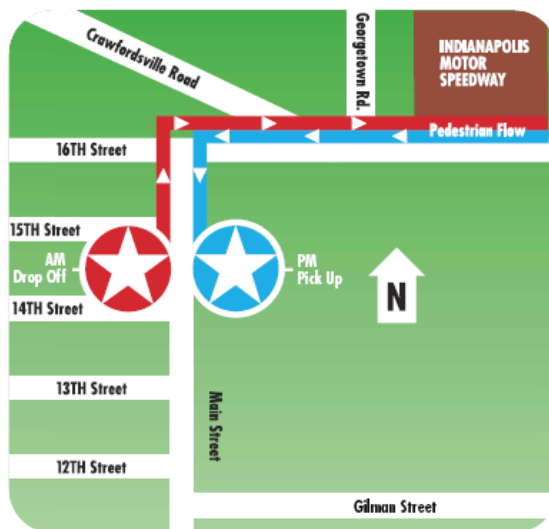 Crawfordsville Road
Georgetown Rd.
INDIANAPOLIS
MOTOR
SPEEDWAY
Pedestrian Flow
16TH Street
15TH Street
AM
Drop Off
PM
Pick Up
N
14TH Street
13TH Street
Main Street
12TH Street
Gilman Street